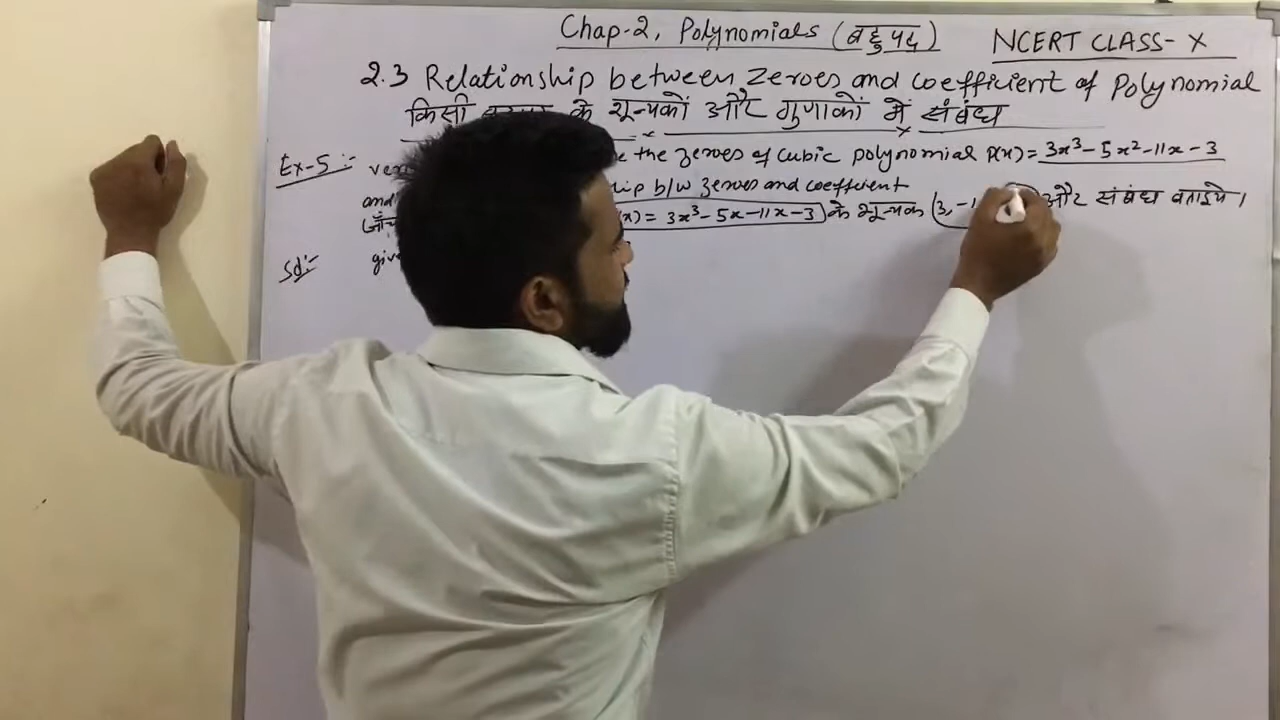 Chap-2, Polynomials (बहुपद) NCERT CLASS- X
2.3 Relationship between zeroes and coefficient of polynomial
किसी के शून्यकों और गुणाकों में संबंध
Ex-5:- the zeroes of cubic polynomial P(x) = 3x³-5x²-11x-3
and b/w zeroes and coefficient
(x) = 3x³-5x-11x-3 के शून्यक (3, -1 और संबंध बताइये।
Sol:-